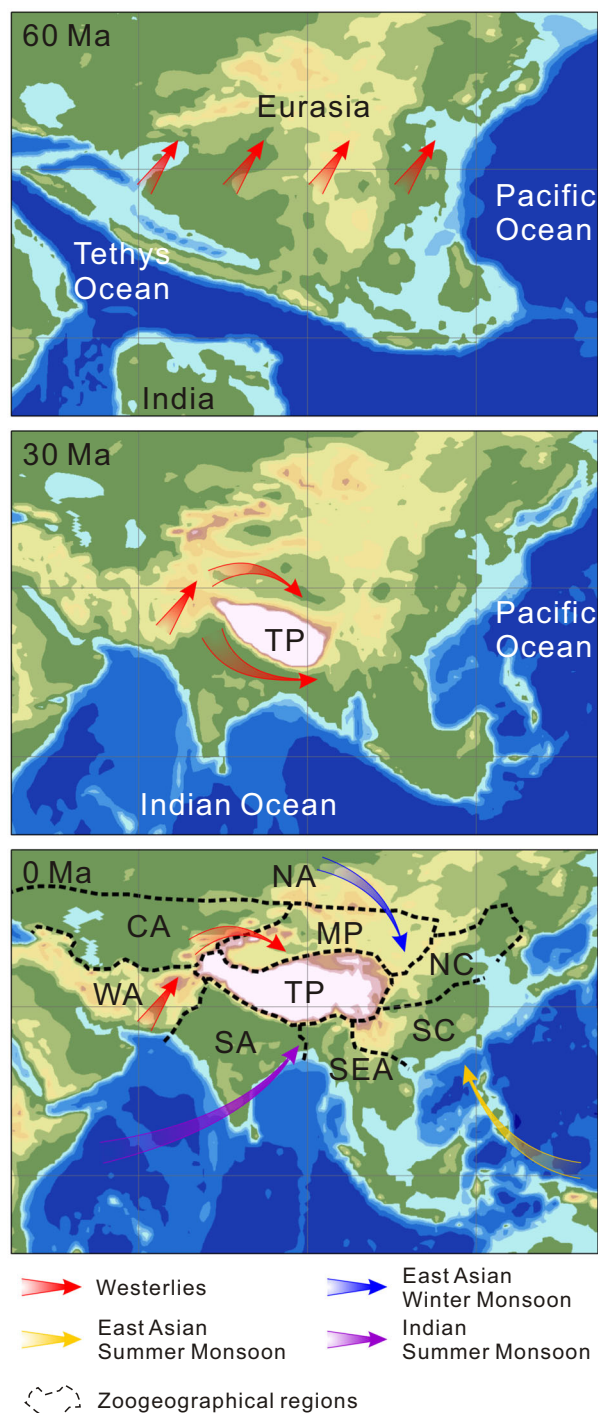 60 Ma
Eurasia
Pacific
Ocean
Tethys
Ocean
India
30 Ma
TP
Pacific
Ocean
Indian Ocean
0 Ma
NA
CA
MP
NC
WA
TP
SC
SA
SEA
Westerlies
East Asian
Winter Monsoon
East Asian
Summer Monsoon
Indian
Summer Monsoon
Zoogeographical regions